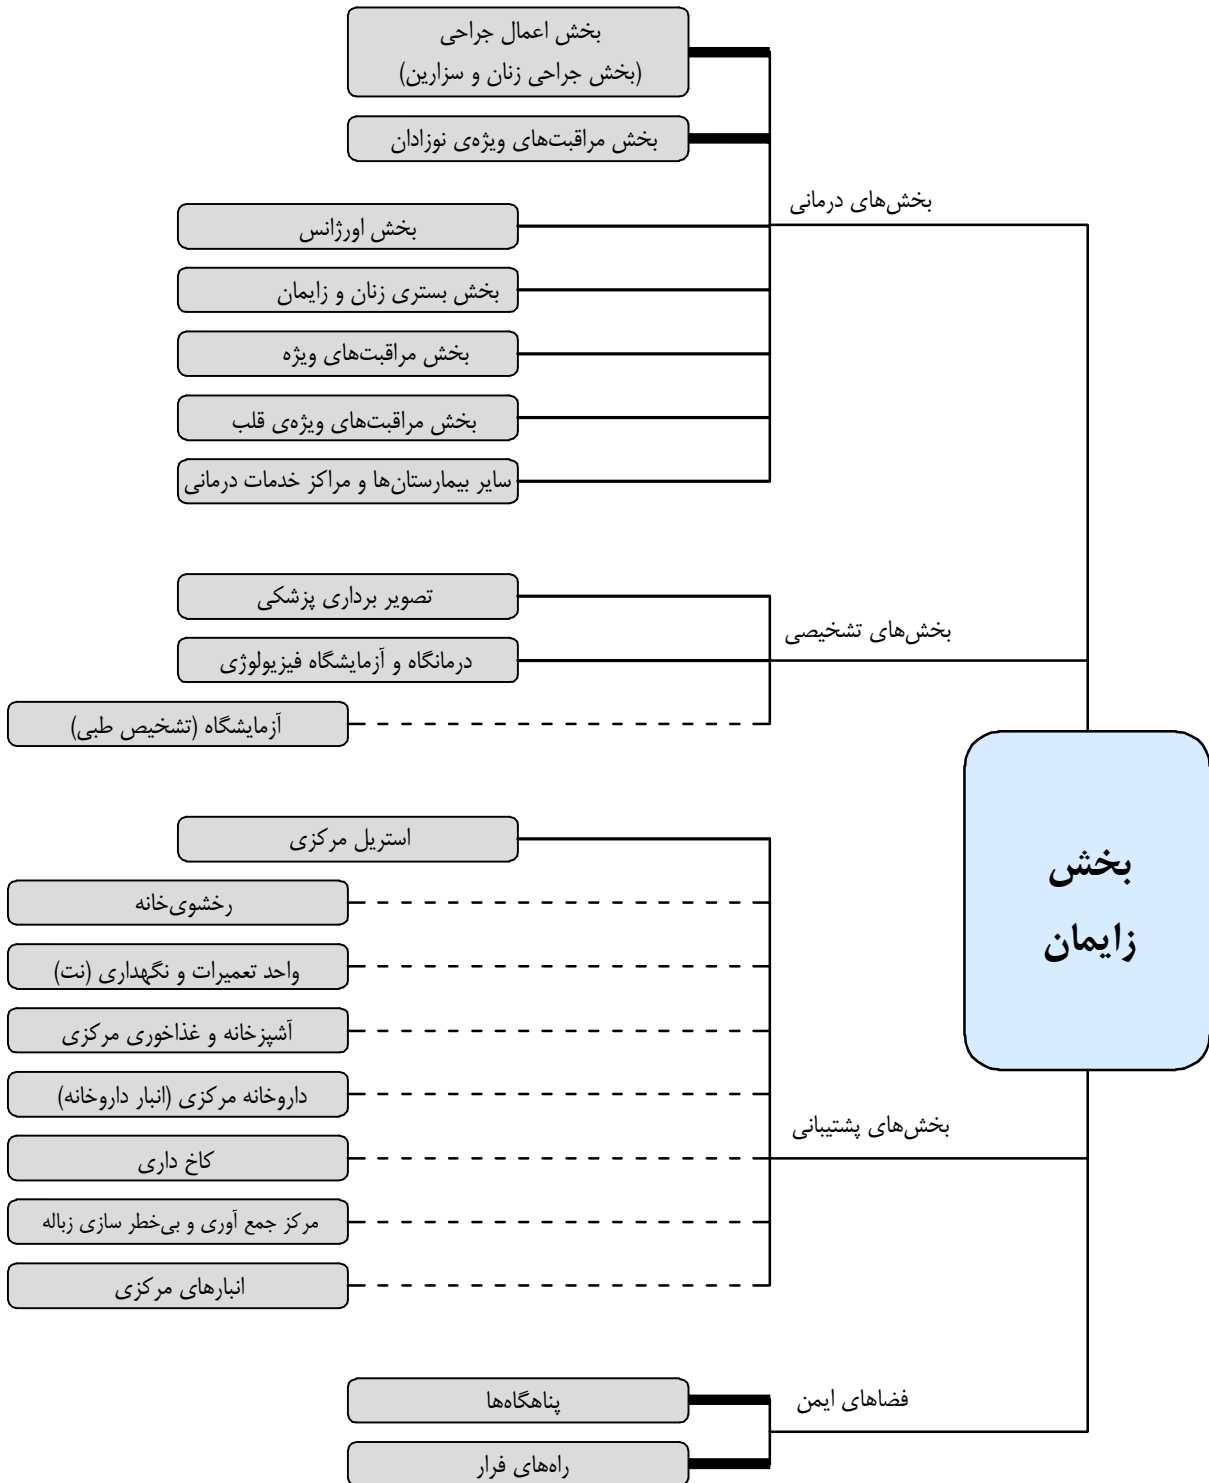 بخش اعمال جراحی
(بخش جراحی زنان و سزارین)
بخش مراقبت‌های ویژه‌ی نوزادان
بخش‌های درمانی
بخش اورژانس
بخش بستری زنان و زایمان
بخش مراقبت‌های ویژه
بخش مراقبت‌های ویژه‌ی قلب
سایر بیمارستان‌ها و مراکز خدمات درمانی
تصویر برداری پزشکی
بخش‌های تشخیصی
درمانگاه و آزمایشگاه فیزیولوژی
آزمایشگاه (تشخیص طبی)
بخش
زایمان
استریل مرکزی
رخشوی‌خانه
واحد تعمیرات و نگهداری (نت)
آشپزخانه و غذاخوری مرکزی
داروخانه مرکزی (انبار داروخانه)
بخش‌های پشتیبانی
کاخ داری
مرکز جمع آوری و بی‌خطر سازی زباله
انبارهای مرکزی
فضاهای ایمن
پناهگاه‌ها
راه‌های فرار